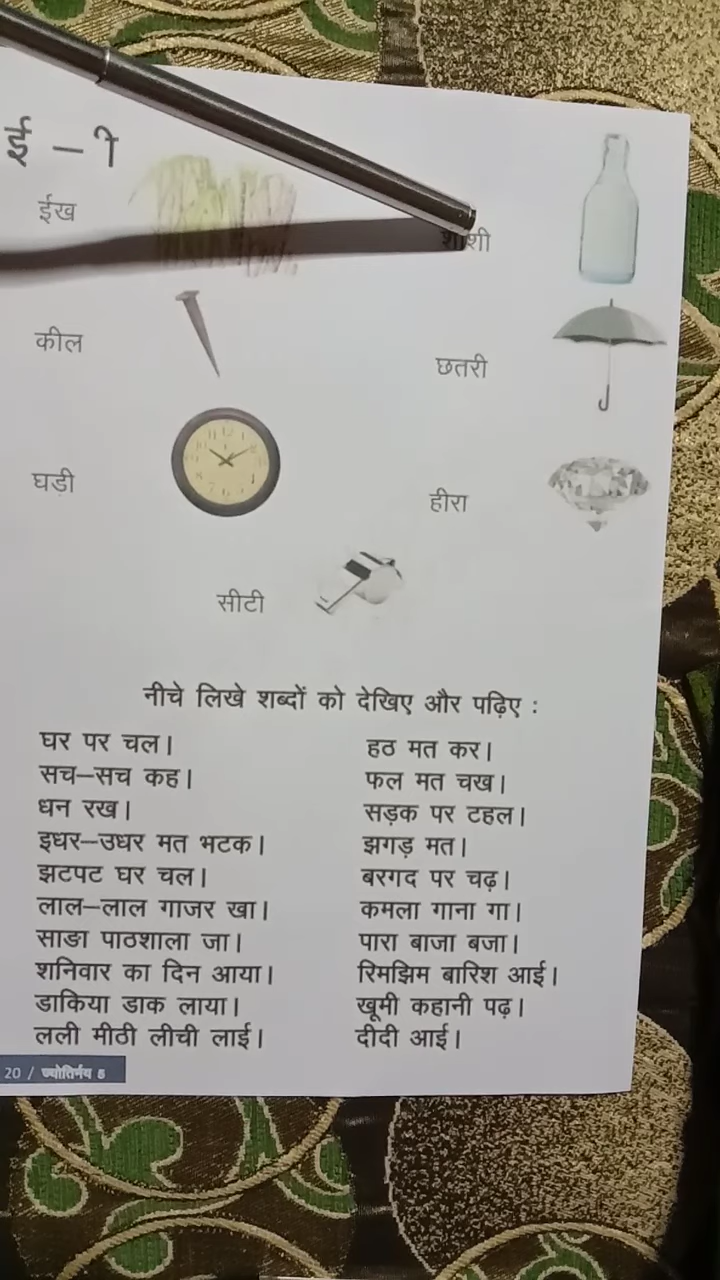 ई – ी
ईख
शीशी
कील
छतरी
घड़ी
हीरा
सीटी
नीचे लिखे शब्दों को देखिए और पढ़िए :
घर पर चल।
हठ मत कर।
सच–सच कह।
फल मत चख।
धन रख।
सड़क पर टहल।
इधर–उधर मत भटक।
झगड़ मत।
झटपट घर चल।
बरगद पर चढ़।
लाल–लाल गाजर खा।
कमला गाना गा।
साङा पाठशाला जा।
पारा बाजा बजा।
शनिवार का दिन आया।
रिमझिम बारिश आई।
डाकिया डाक लाया।
खूमी कहानी पढ़।
लली मीठी लीची लाई।
दीदी आई।
20 / ज्योतिर्मय 5